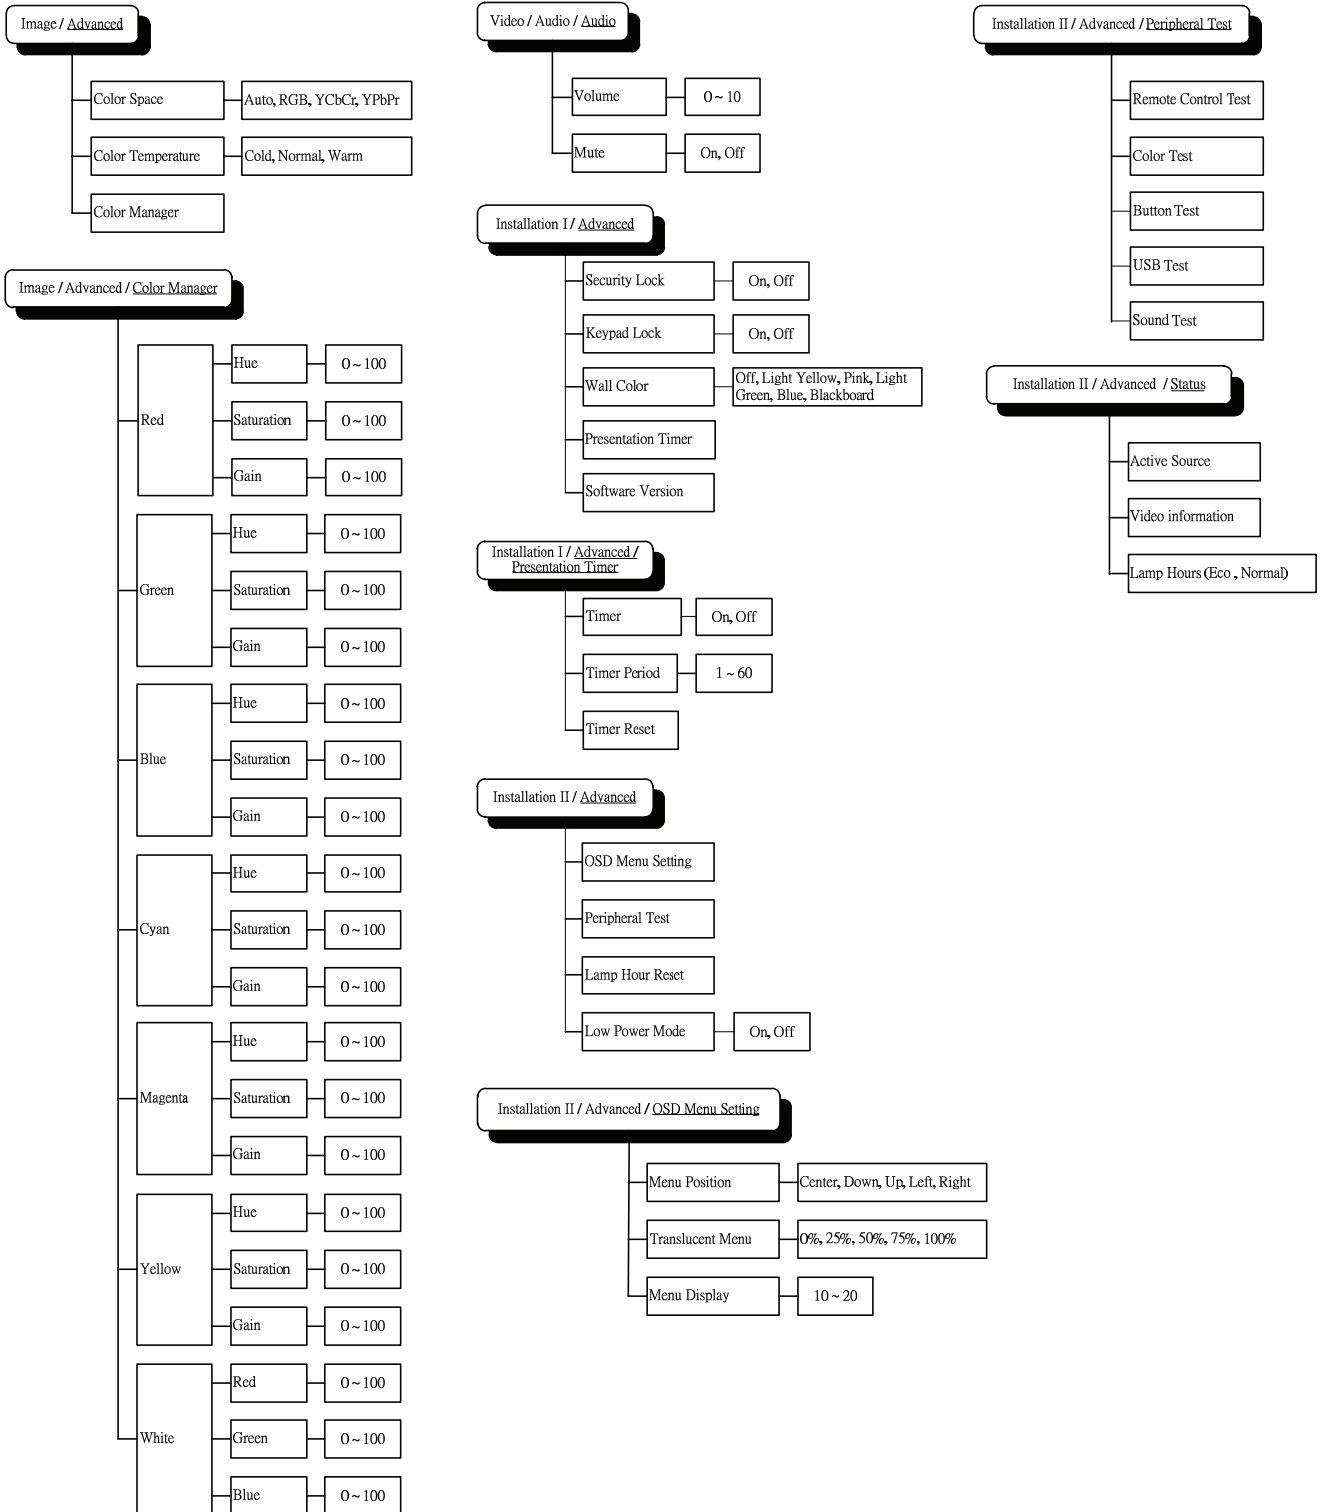 Image / Advanced
Color Space
Auto, RGB, YCbCr, YPbPr
Color Temperature
Cold, Normal, Warm
Color Manager
Image / Advanced / Color Manager
Red
Hue
0 ~ 100
Saturation
0 ~ 100
Gain
0 ~ 100
Green
Hue
0 ~ 100
Saturation
0 ~ 100
Gain
0 ~ 100
Blue
Hue
0 ~ 100
Saturation
0 ~ 100
Gain
0 ~ 100
Cyan
Hue
0 ~ 100
Saturation
0 ~ 100
Gain
0 ~ 100
Magenta
Hue
0 ~ 100
Saturation
0 ~ 100
Gain
0 ~ 100
Yellow
Hue
0 ~ 100
Saturation
0 ~ 100
Gain
0 ~ 100
White
Red
0 ~ 100
Green
0 ~ 100
Blue
0 ~ 100
Video / Audio / Audio
Volume
0 ~ 10
Mute
On, Off
Installation I / Advanced
Security Lock
On, Off
Keypad Lock
On, Off
Wall Color
Off, Light Yellow, Pink, Light
Green, Blue, Blackboard
Presentation Timer
Software Version
Installation I / Advanced /
Presentation Timer
Timer
On, Off
Timer Period
1 ~ 60
Timer Reset
Installation II / Advanced
OSD Menu Setting
Peripheral Test
Lamp Hour Reset
Low Power Mode
On, Off
Installation II / Advanced / OSD Menu Setting
Menu Position
Center, Down, Up, Left, Right
Translucent Menu
0%, 25%, 50%, 75%, 100%
Menu Display
10 ~ 20
Installation II / Advanced / Peripheral Test
Remote Control Test
Color Test
Button Test
USB Test
Sound Test
Installation II / Advanced / Status
Active Source
Video information
Lamp Hours (Eco , Normal)